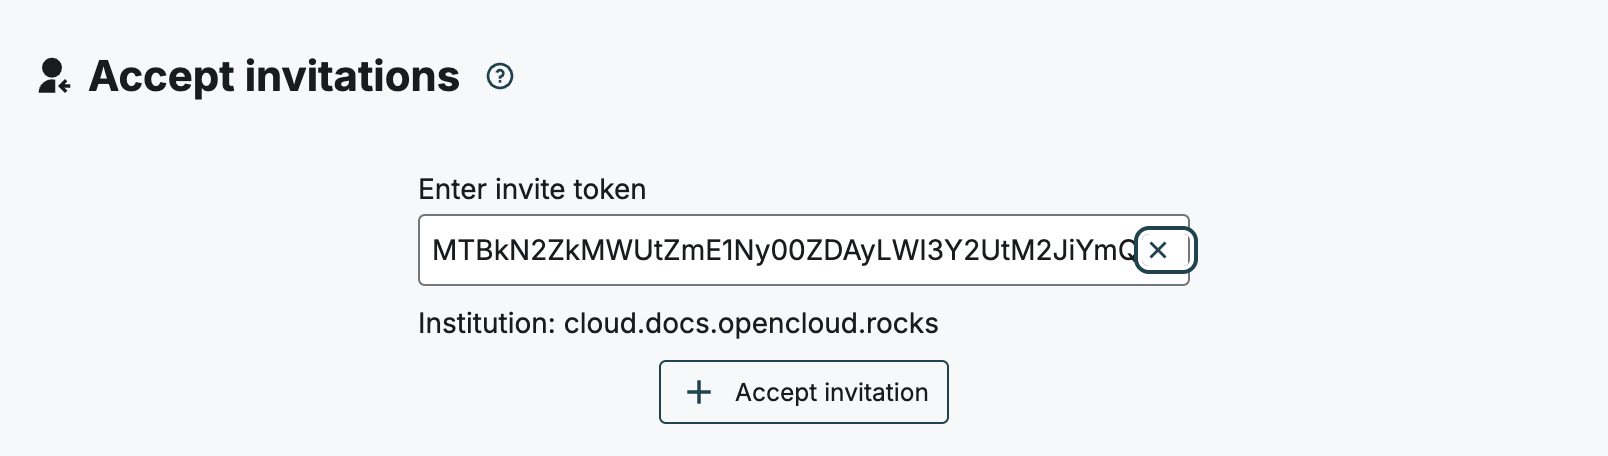 Accept invitations
Enter invite token
MTBkN2ZkMWUtZmE1Ny00ZDAyLWI3Y2UtM2JiYmQ
Institution: cloud.docs.opencloud.rocks
Accept invitation